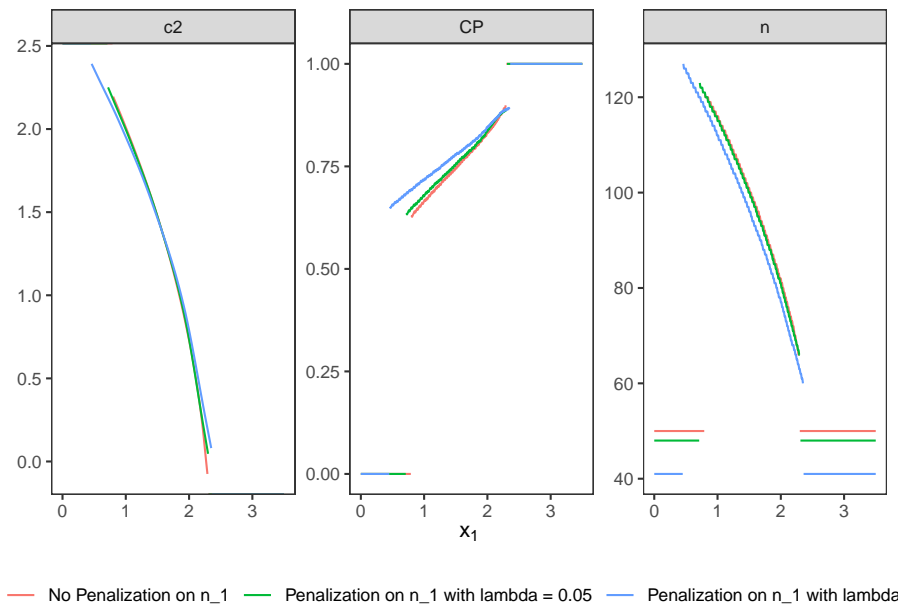 c2 CP n
2.5 2.0 1.5 1.0 0.5 0.0
1.00 0.75 0.50 0.25 0.00
120 100 80 60 40
0 1 2 3 0 1 2 3 0 1 2 3
x1
No Penalization on n_1 Penalization on n_1 with lambda = 0.05 Penalization on n_1 with lambda